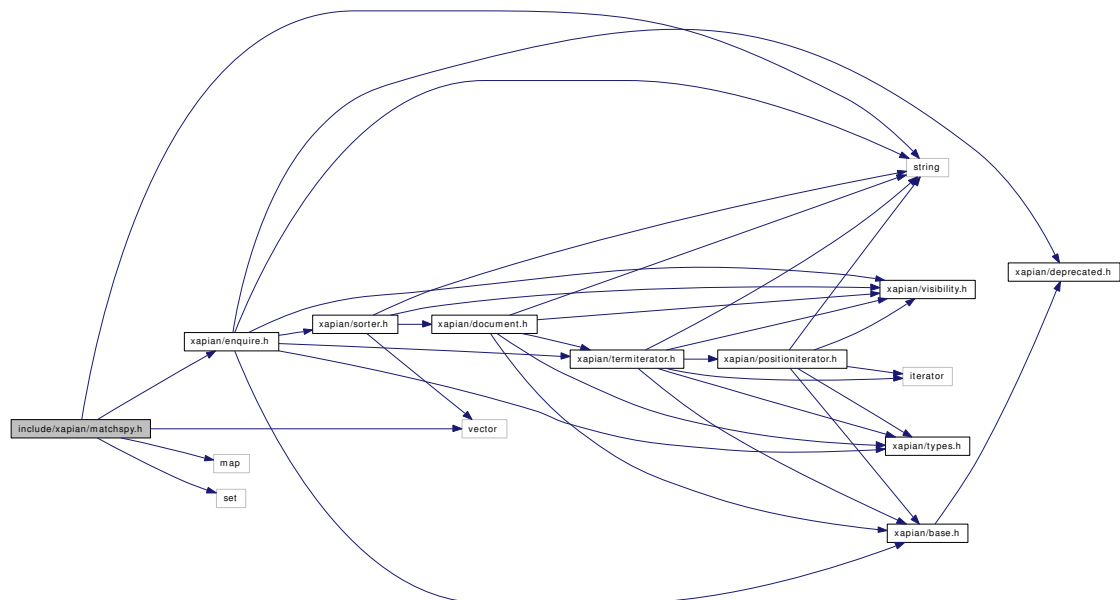 string
xapian/deprecated.h
xapian/visibility.h
xapian/sorter.h
xapian/document.h
xapian/enquire.h
xapian/termiterator.h
xapian/positioniterator.h
iterator
include/xapian/matchspy.h
vector
xapian/types.h
map
set
xapian/base.h